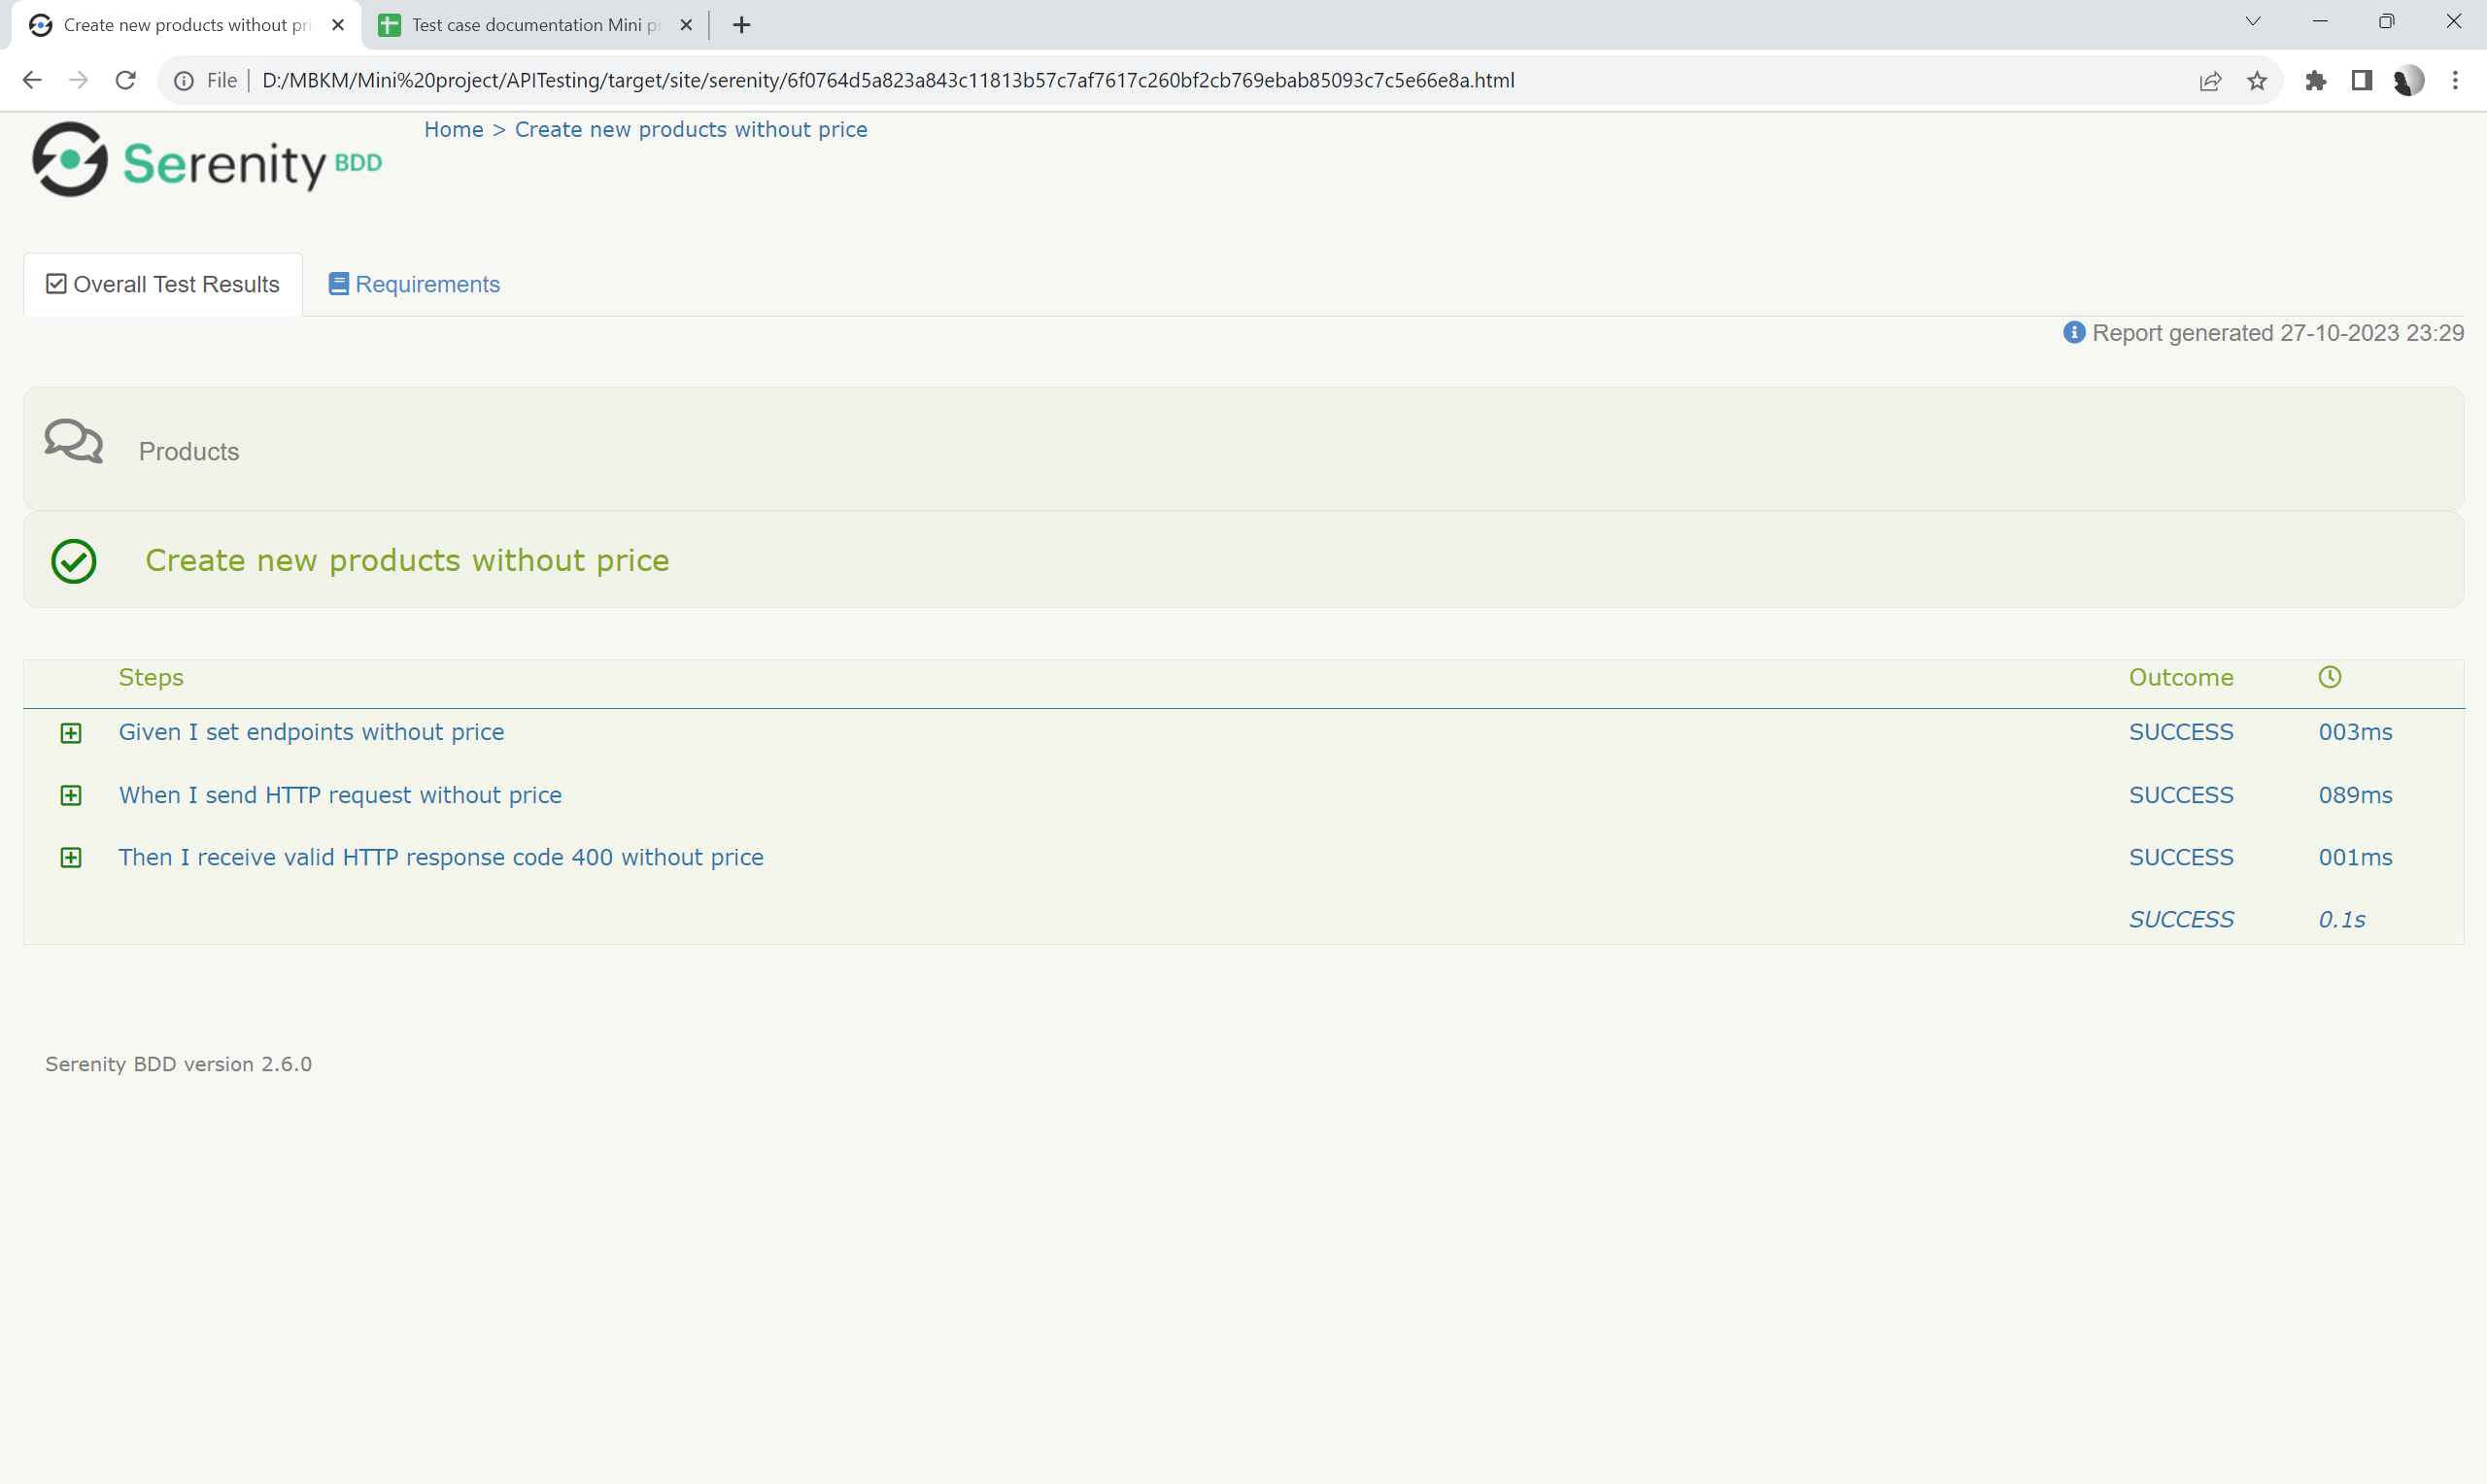 Create new products without pri
Test case documentation Mini p
File
D:/MBKM/Mini%20project/APITesting/target/site/serenity/6f0764d5a823a843c11813b57c7af7617c260bf2cb769ebab85093c7c5e66e8a.html
Serenity BDD
Home > Create new products without price
Overall Test Results
Requirements
Report generated 27-10-2023 23:29
Products
Create new products without price
Steps Outcome
Given I set endpoints without price SUCCESS 003ms
When I send HTTP request without price SUCCESS 089ms
Then I receive valid HTTP response code 400 without price SUCCESS 001ms
SUCCESS 0.1s
Serenity BDD version 2.6.0